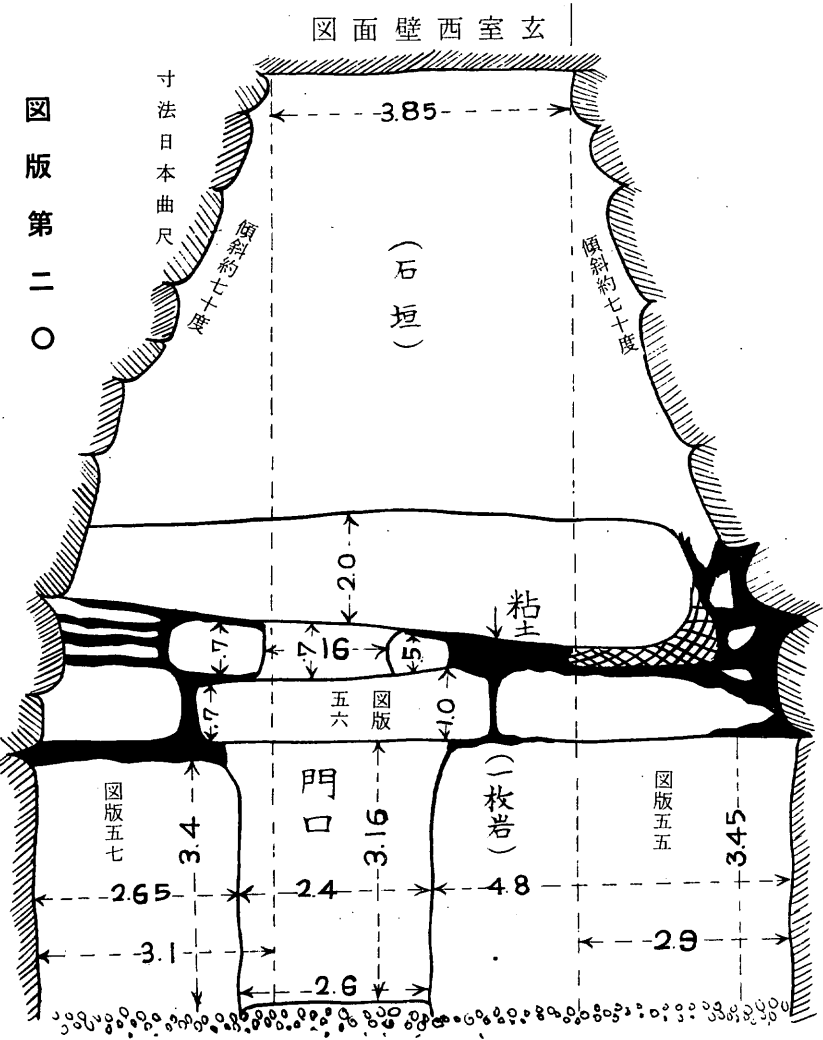 玄室西壁面図
図版第二〇
寸法日本曲尺
3.85
傾斜約七十度
(石垣)
傾斜約七十度
2.0
粘土
.7
.7
16
.5
.7
図版
五六
1.0
門口
(一枚岩)
図版五五
図版五七
3.4
3.16
3.45
2.65
2.4
4.8
3.1
2.9
2.6